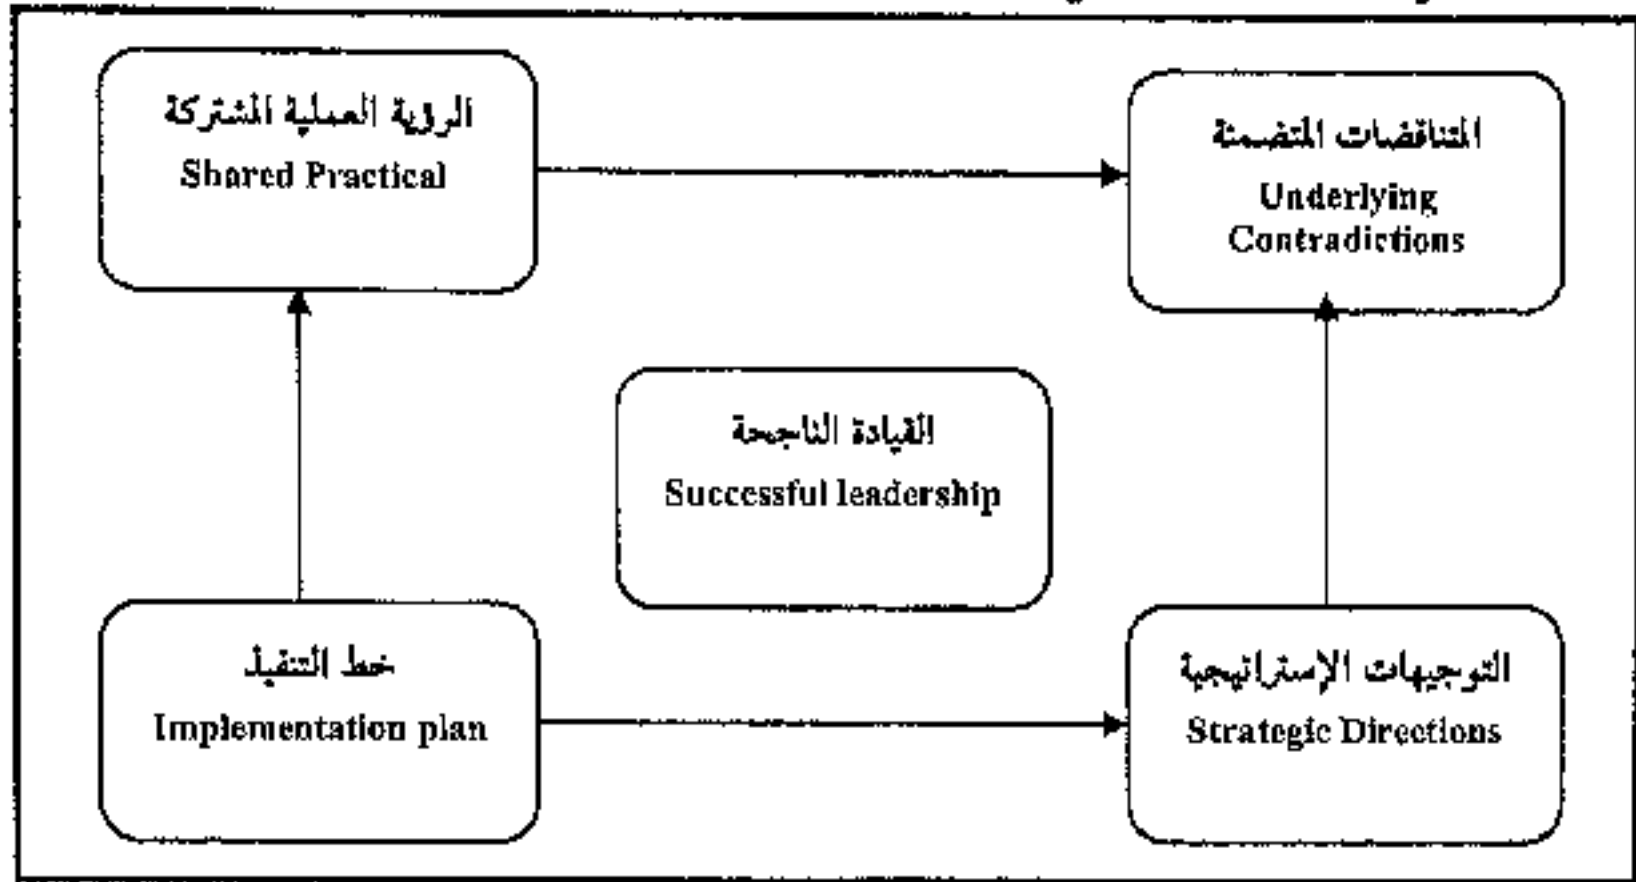 الرؤية العملية المشتركة
Shared Practical
المتناقضات المتضمنة
Underlying
Contradictions
القيادة الناجحة
Successful leadership
خط التنفيذ
Implementation plan
التوجيهات الإستراتيجية
Strategic Directions